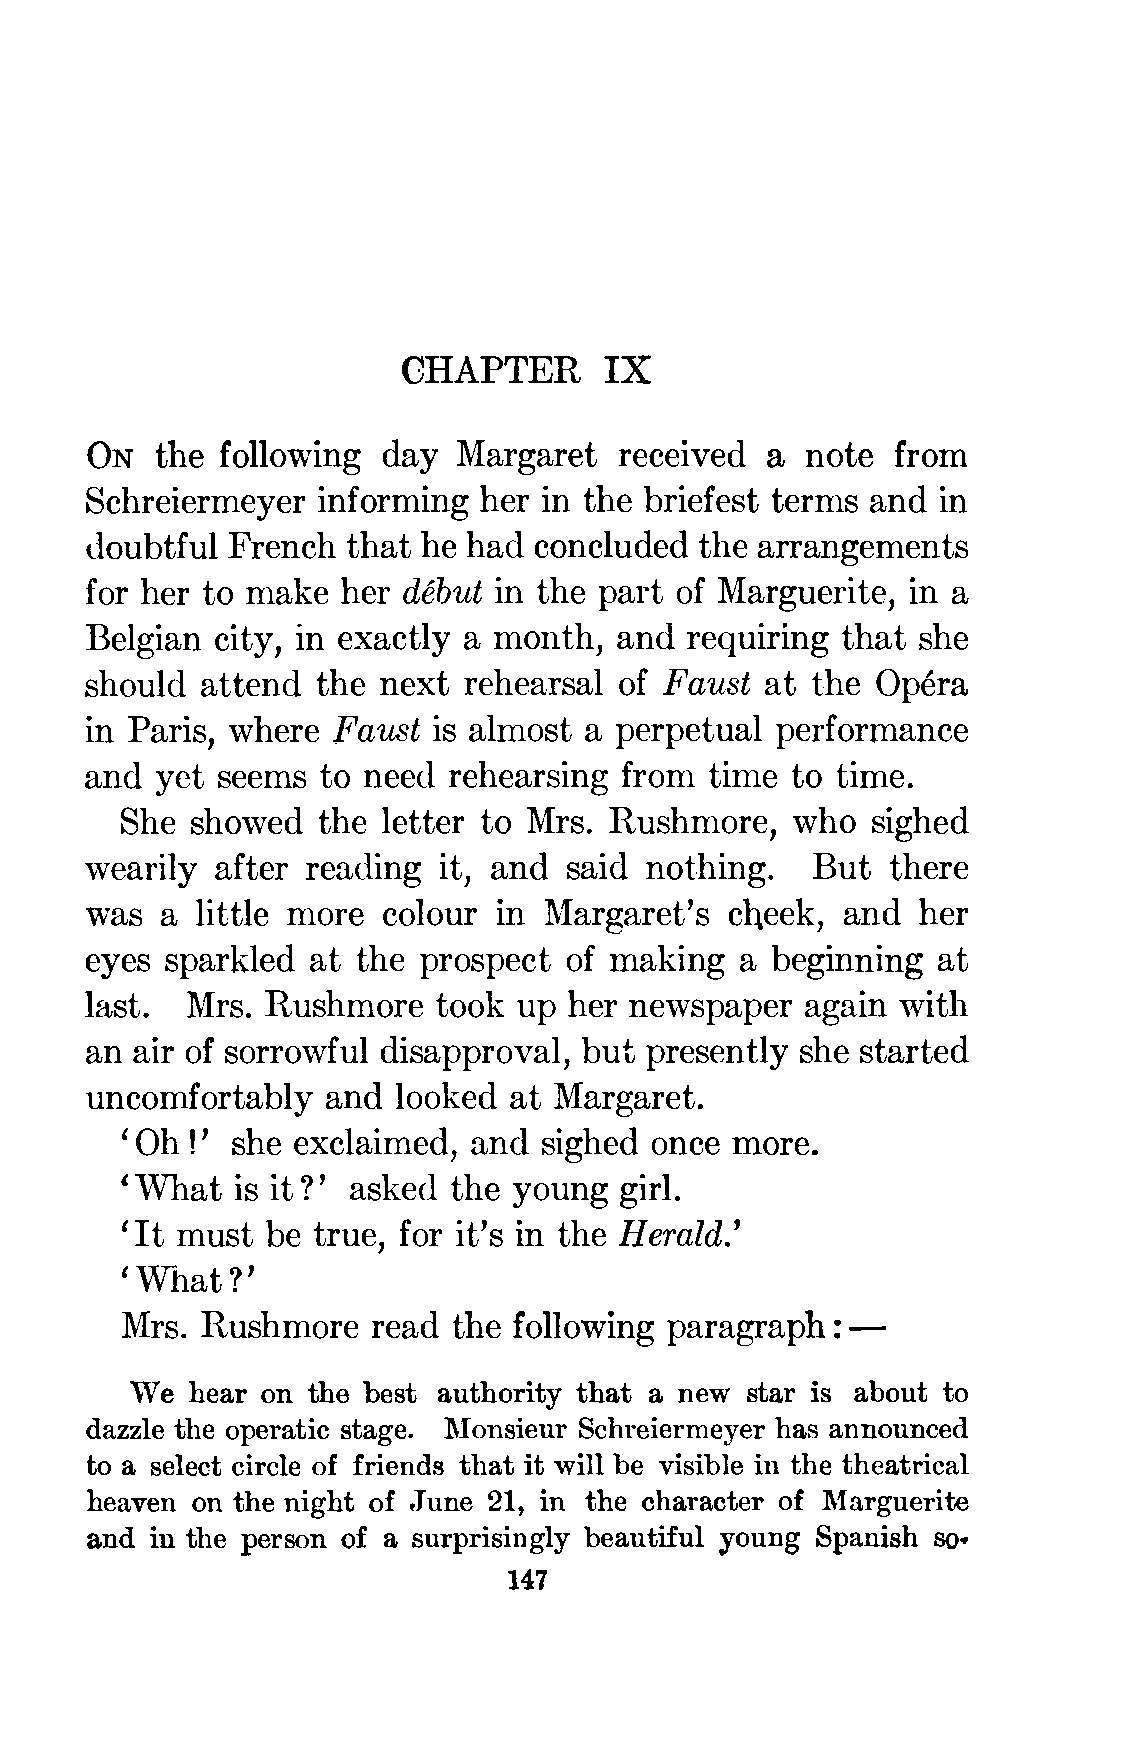 CHAPTER IX
On the following day Margaret received a note from
Schreiermeyer informing her in the briefest terms and in
doubtful French that he had concluded the arrangements
for her to make her début in the part of Marguerite, in a
Belgian city, in exactly a month, and requiring that she
should attend the next rehearsal of Faust at the Opéra
in Paris, where Faust is almost a perpetual performance
and yet seems to need rehearsing from time to time.
She showed the letter to Mrs. Rushmore, who sighed
wearily after reading it, and said nothing. But there
was a little more colour in Margaret's cheek, and her
eyes sparkled at the prospect of making a beginning at
last. Mrs. Rushmore took up her newspaper again with
an air of sorrowful disapproval, but presently she started
uncomfortably and looked at Margaret.
'Oh!' she exclaimed, and sighed once more.
'What is it?' asked the young girl.
'It must be true, for it's in the Herald.'
'What?'
Mrs. Rushmore read the following paragraph:—
We hear on the best authority that a new star is about to
dazzle the operatic stage. Monsieur Schreiermeyer has announced
to a select circle of friends that it will be visible in the theatrical
heaven on the night of June 21, in the character of Marguerite
and in the person of a surprisingly beautiful young Spanish so-
147